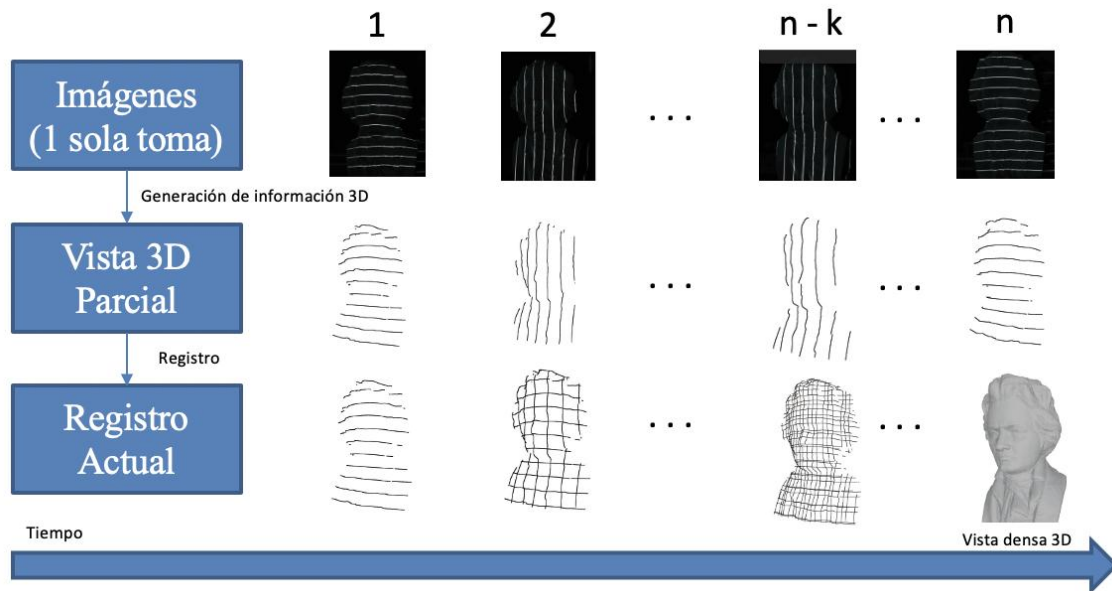 1 2 n - k n
Imágenes
(1 sola toma)
... ...
Generación de información 3D
Vista 3D
Parcial
... ...
Registro
Registro
Actual
... ...
Tiempo
Vista densa 3D